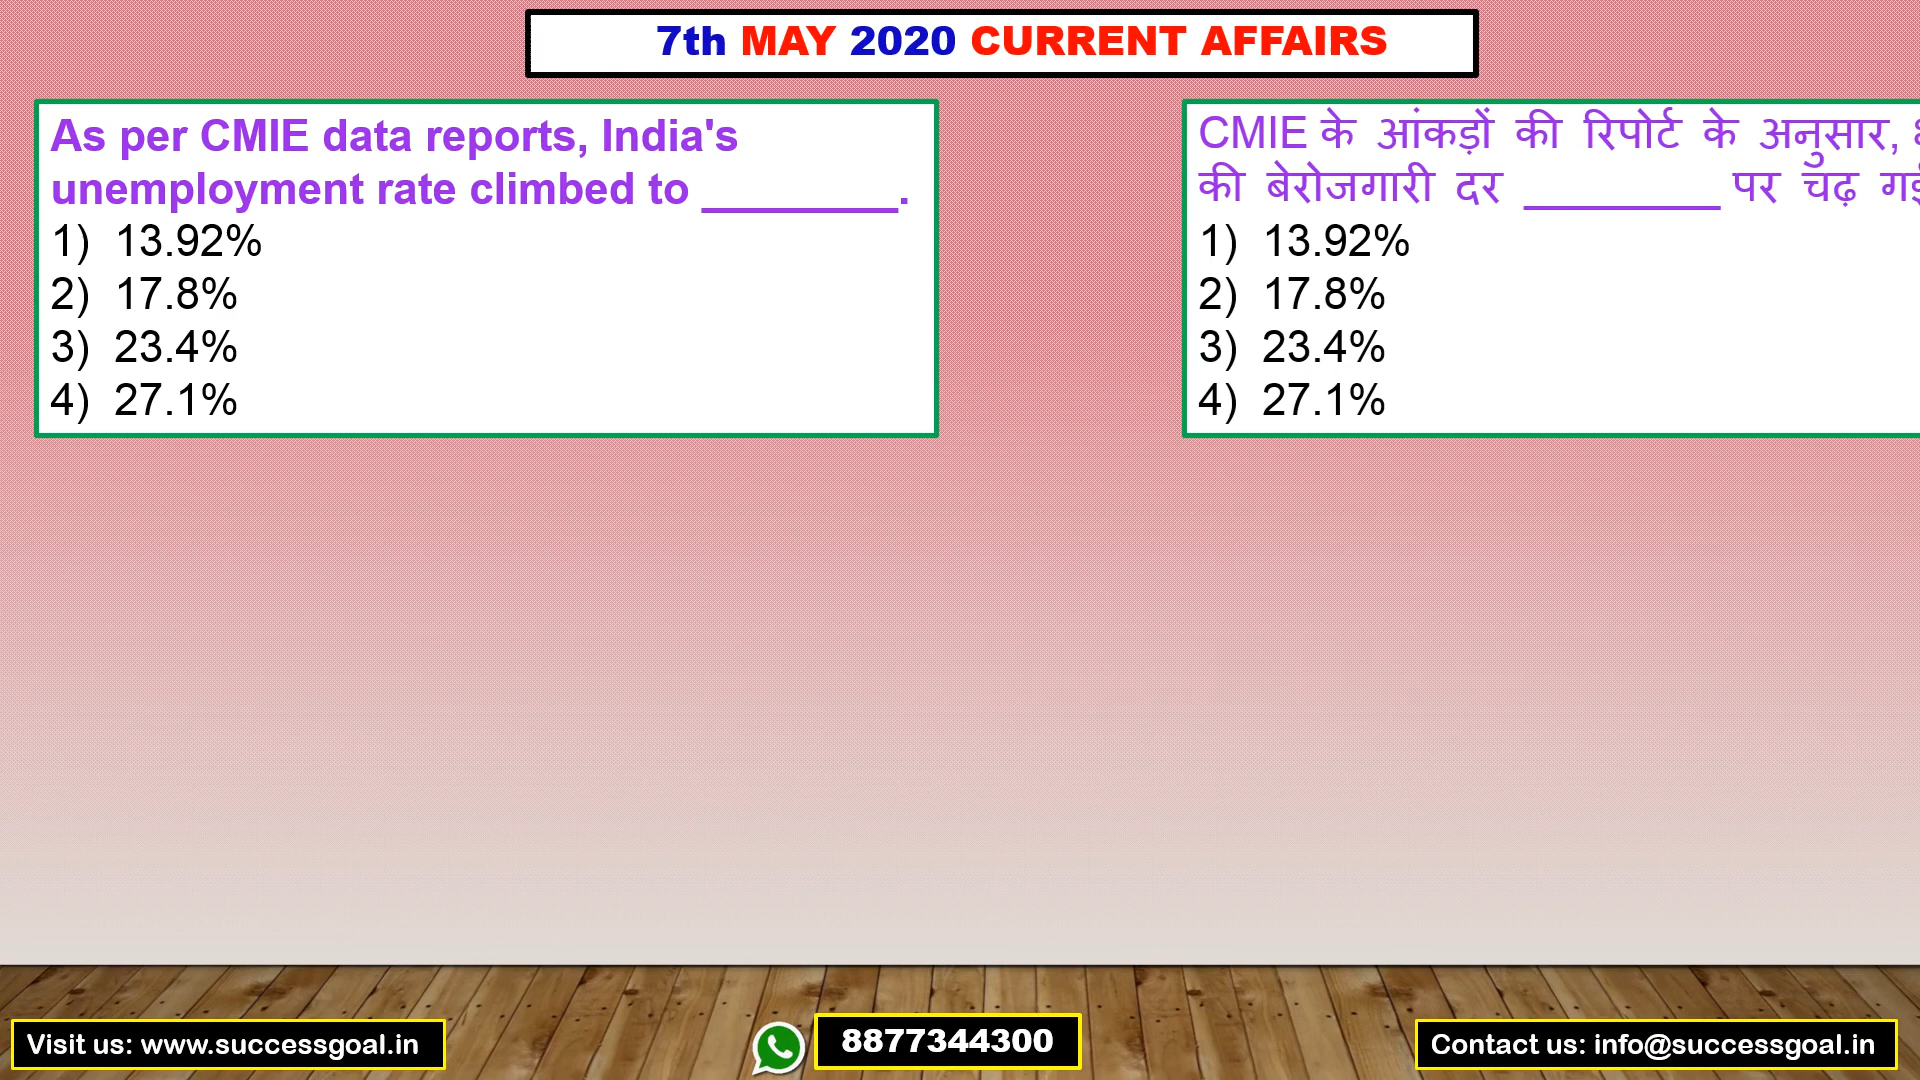 7th MAY 2020 CURRENT AFFAIRS
As per CMIE data reports, India's
unemployment rate climbed to ________.
1) 13.92%
2) 17.8%
3) 23.4%
4) 27.1%
CMIE के आंकड़ों की रिपोर्ट के अनुसार,
की बेरोजगारी दर ________ पर चढ़
1) 13.92%
2) 17.8%
3) 23.4%
4) 27.1%
Visit us: www.successgoal.in
8877344300
Contact us: info@successgoal.in